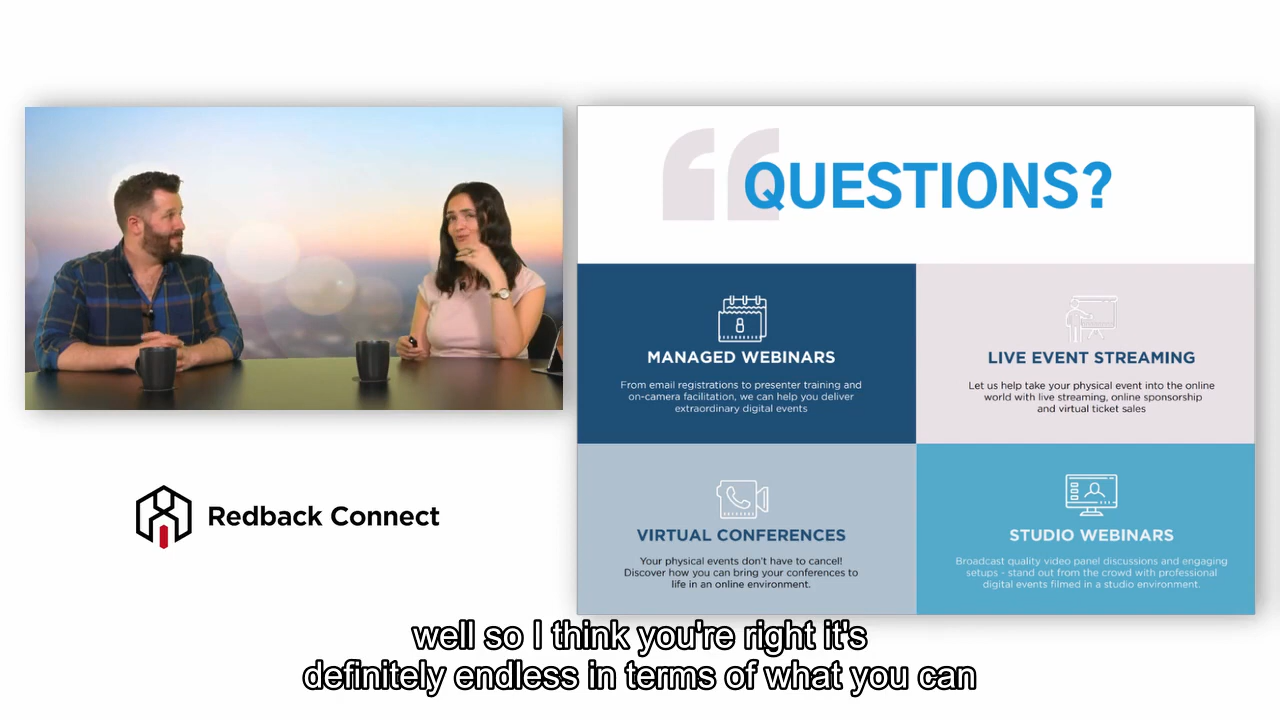 QUESTIONS?
MANAGED WEBINARS
From email registrations to presenter training and
on-camera facilitation, we can help you deliver
extraordinary digital events
LIVE EVENT STREAMING
Let us help take your physical event into the online
world with live streaming, online sponsorship
and virtual ticket sales
VIRTUAL CONFERENCES
Your physical events don't have to cancel!
Discover how you can bring your conferences to
life in an online environment.
STUDIO WEBINARS
Broadcast quality video panel discussions and engaging
setups - stand out from the crowd with professional
digital events filmed in a studio environment.
Redback Connect
well so I think you're right it's
definitely endless in terms of what you can